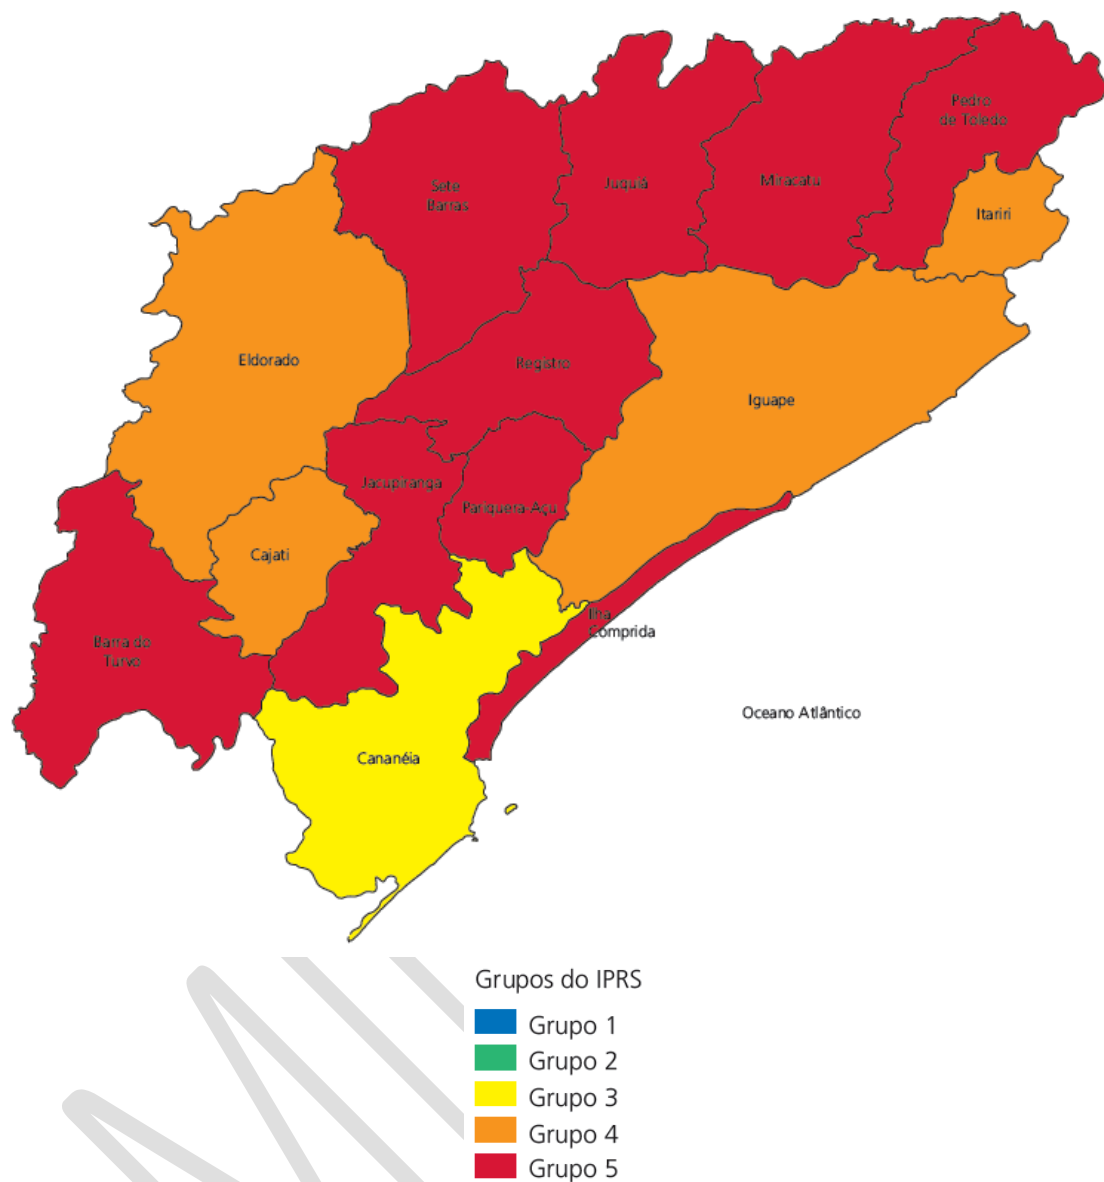 Pedro
de Toledo
Sete
Barras
Juquiá
Miracatu
Itariri
Eldorado
Registro
Iguape
Jacupiranga
Pariquera-Açu
Cajati
Ilha
Comprida
Barra do
Turvo
Oceano Atlântico
Cananéia
Grupos do IPRS
Grupo 1
Grupo 2
Grupo 3
Grupo 4
Grupo 5